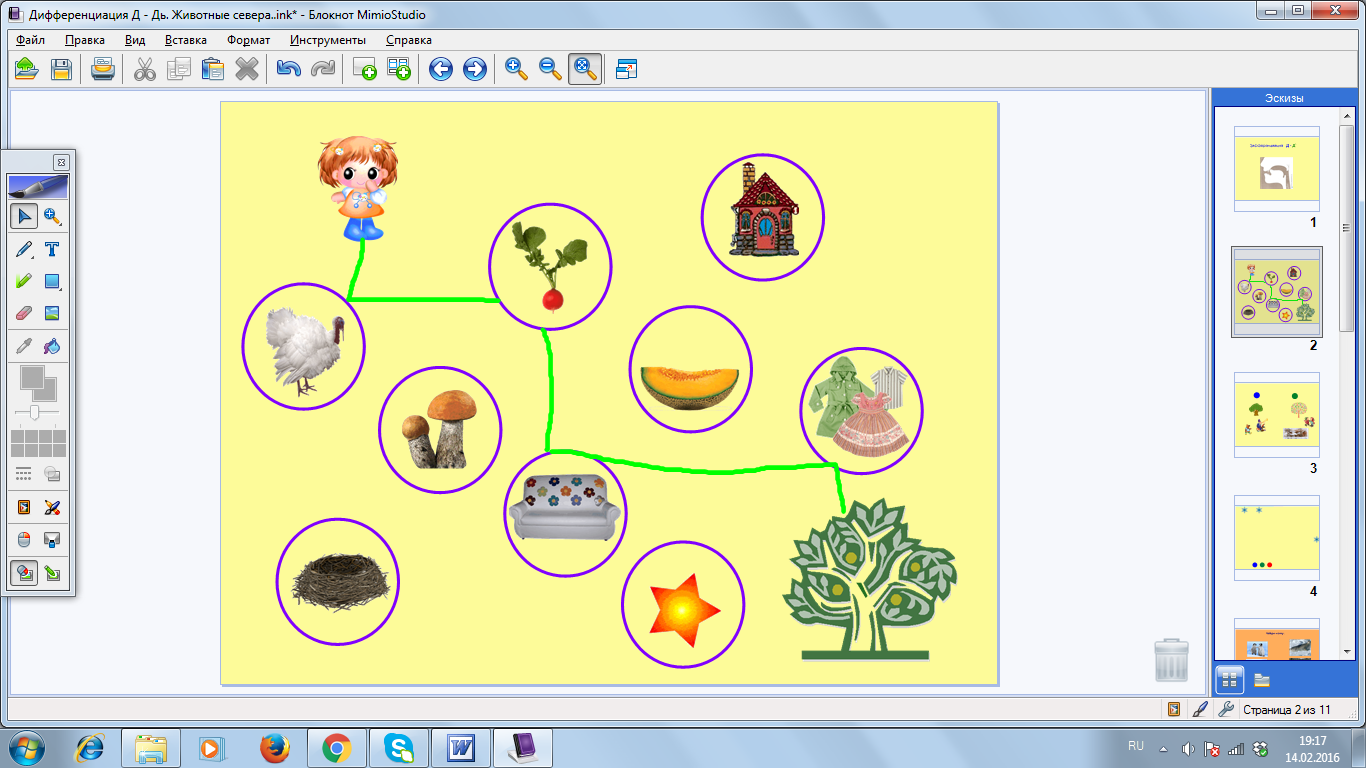 Дифференциация Д - Дь. Животные севера..ink* - Блокнот MimioStudio
Файл Правка Вид Вставка Формат Инструменты Справка
Эскизы
1
2
3
4
T
Страница 2 из 11
RU
19:17
14.02.2016